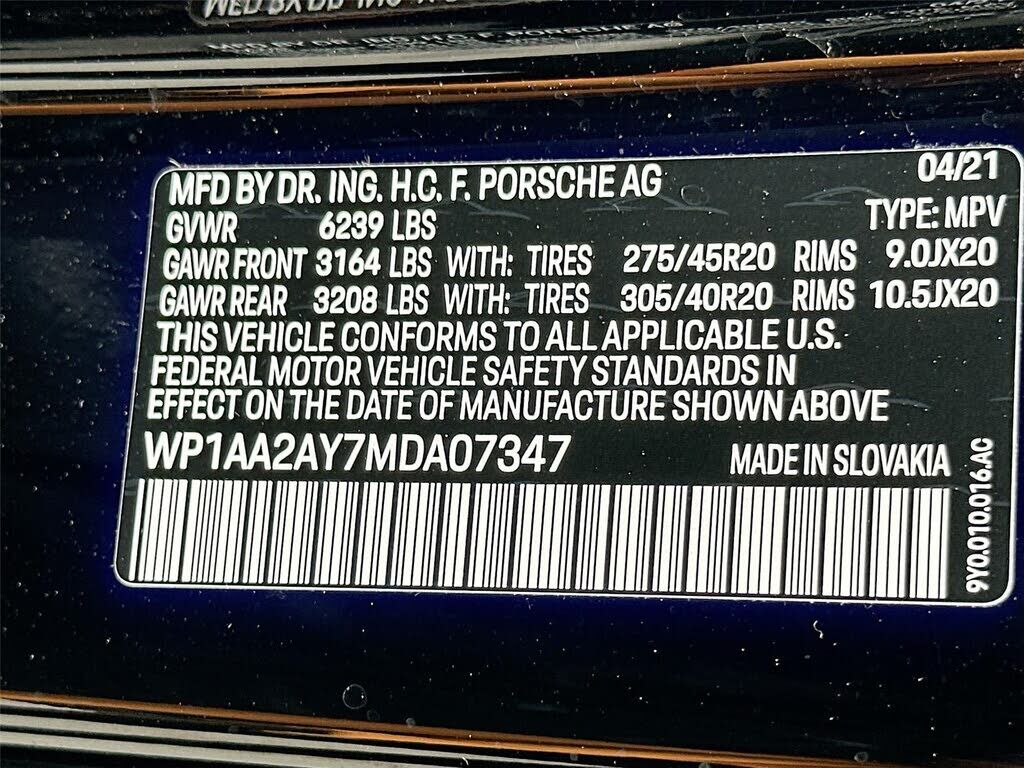 MFD BY DR. ING. H.C. F. PORSCHE AG 04/21
GVWR 6239 LBS TYPE: MPV
GAWR FRONT 3164 LBS WITH: TIRES 275/45R20 RIMS 9.0JX20
GAWR REAR 3208 LBS WITH: TIRES 305/40R20 RIMS 10.5JX20
THIS VEHICLE CONFORMS TO ALL APPLICABLE U.S.
FEDERAL MOTOR VEHICLE SAFETY STANDARDS IN
EFFECT ON THE DATE OF MANUFACTURE SHOWN ABOVE
WP1AA2AY7MDA07347 MADE IN SLOVAKIA
9Y0.010.016.AC